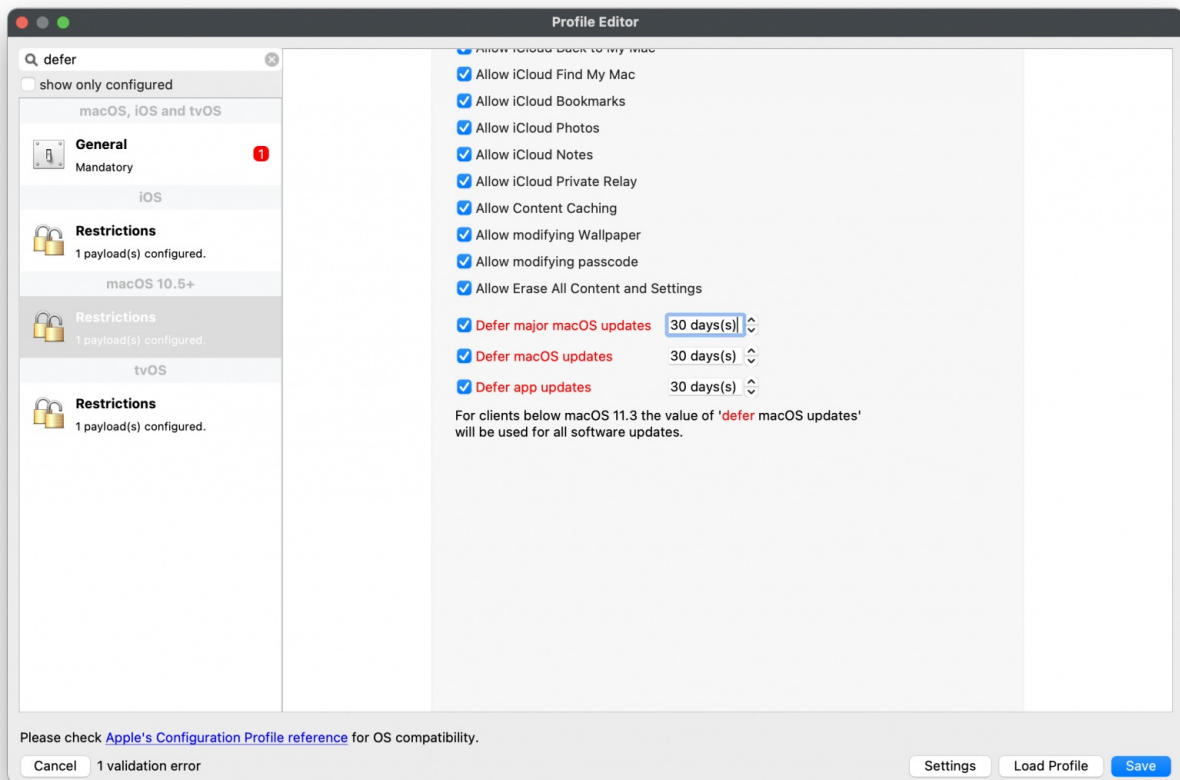 Profile Editor
defer
show only configured
macOS, iOS and tvOS
General
Mandatory
1
iOS
Restrictions
1 payload(s) configured.
macOS 10.5+
Restrictions
1 payload(s) configured.
tvOS
Restrictions
1 payload(s) configured.
Allow iCloud Back to My Mac
Allow iCloud Find My Mac
Allow iCloud Bookmarks
Allow iCloud Photos
Allow iCloud Notes
Allow iCloud Private Relay
Allow Content Caching
Allow modifying Wallpaper
Allow modifying passcode
Allow Erase All Content and Settings
Defer major macOS updates 30 days(s)
Defer macOS updates 30 days(s)
Defer app updates 30 days(s)
For clients below macOS 11.3 the value of 'defer macOS updates'
will be used for all software updates.
Please check Apple's Configuration Profile reference for OS compatibility.
Cancel 1 validation error Settings Load Profile Save